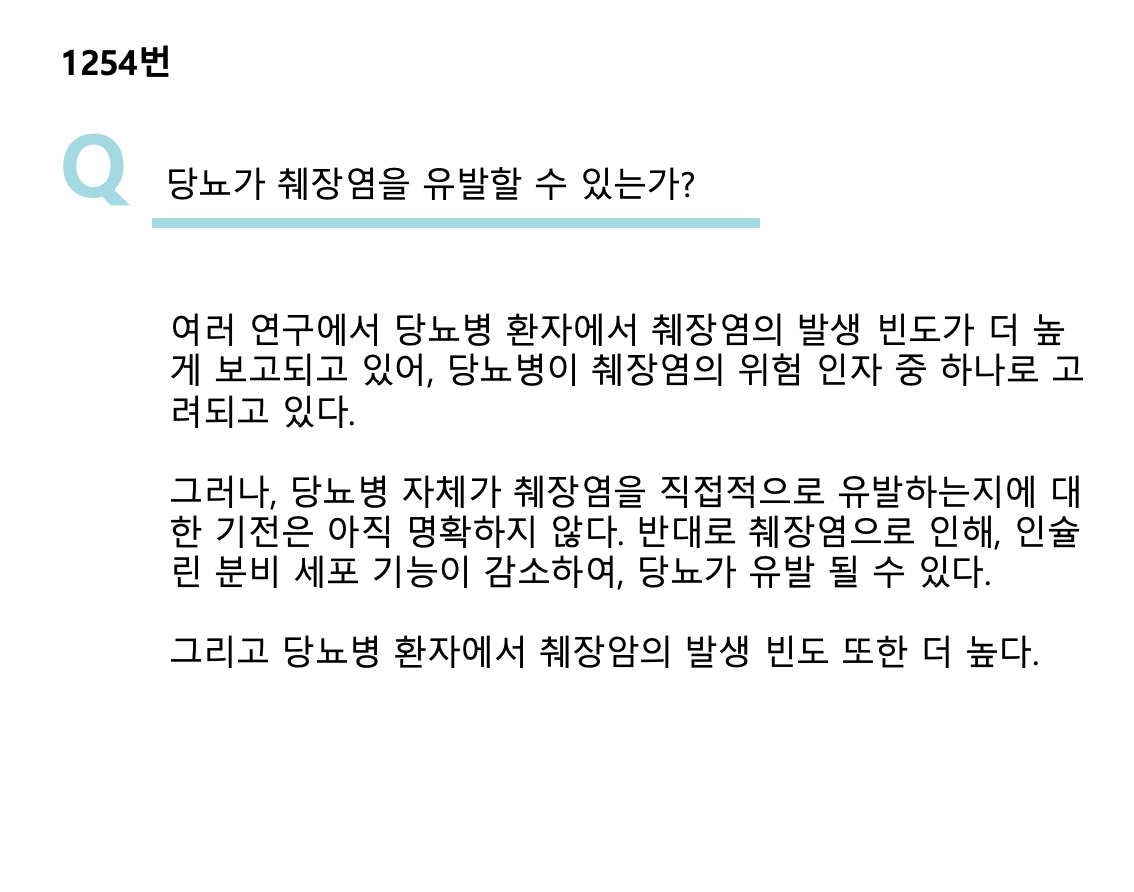 1254번
Q 당뇨가 췌장염을 유발할 수 있는가?
여러 연구에서 당뇨병 환자에서 췌장염의 발생 빈도가 더 높
게 보고되고 있어, 당뇨병이 췌장염의 위험 인자 중 하나로 고
려되고 있다.
그러나, 당뇨병 자체가 췌장염을 직접적으로 유발하는지에 대
한 기전은 아직 명확하지 않다. 반대로 췌장염으로 인해, 인슐
린 분비 세포 기능이 감소하여, 당뇨가 유발 될 수 있다.
그리고 당뇨병 환자에서 췌장암의 발생 빈도 또한 더 높다.